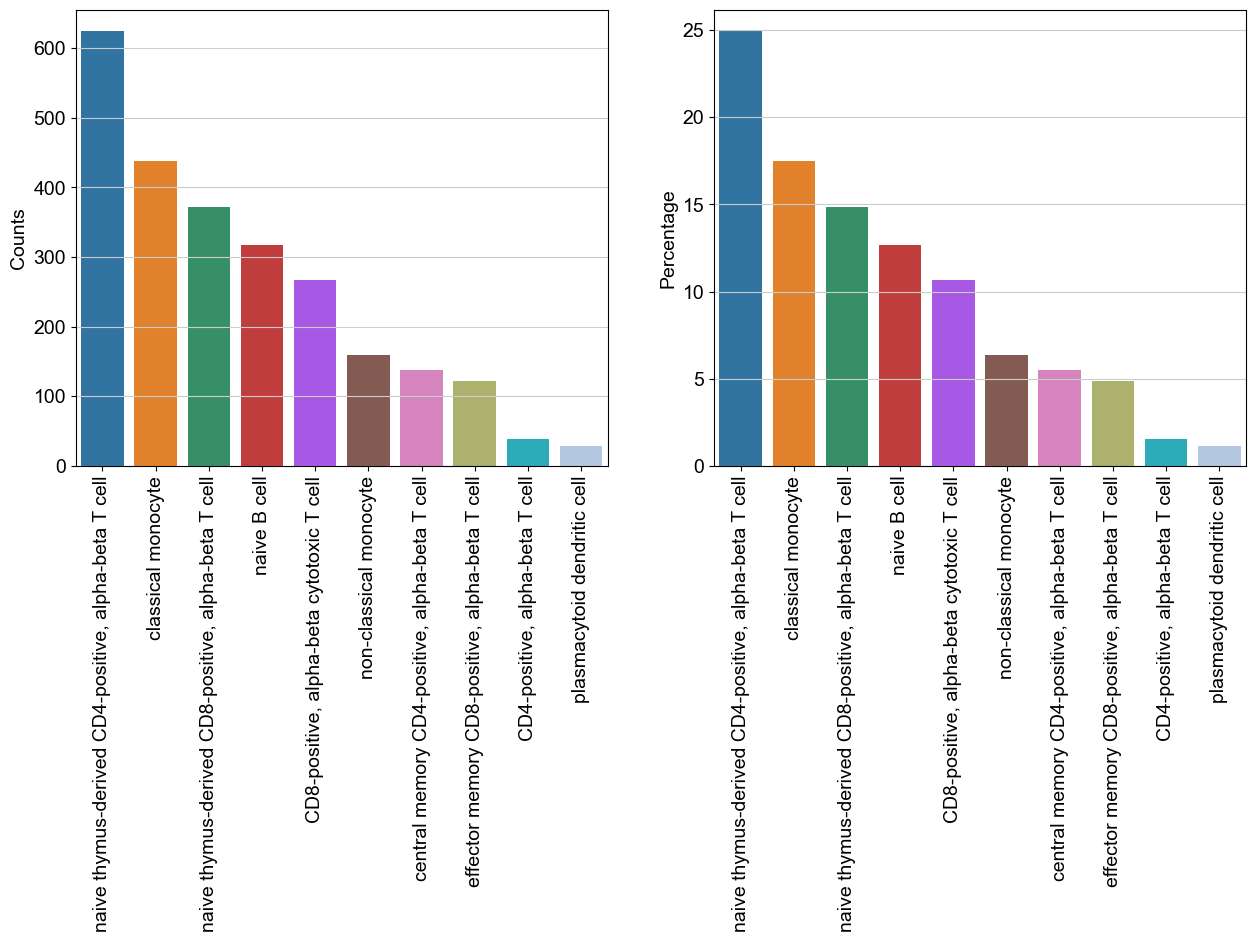 Counts
600
500
400
300
200
100
0
naive thymus-derived CD4-positive, alpha-beta T cell
classical monocyte
naive thymus-derived CD8-positive, alpha-beta T cell
naive B cell
CD8-positive, alpha-beta cytotoxic T cell
non-classical monocyte
central memory CD4-positive, alpha-beta T cell
effector memory CD8-positive, alpha-beta T cell
CD4-positive, alpha-beta T cell
plasmacytoid dendritic cell
Percentage
25
20
15
10
5
0
naive thymus-derived CD4-positive, alpha-beta T cell
classical monocyte
naive thymus-derived CD8-positive, alpha-beta T cell
naive B cell
CD8-positive, alpha-beta cytotoxic T cell
non-classical monocyte
central memory CD4-positive, alpha-beta T cell
effector memory CD8-positive, alpha-beta T cell
CD4-positive, alpha-beta T cell
plasmacytoid dendritic cell